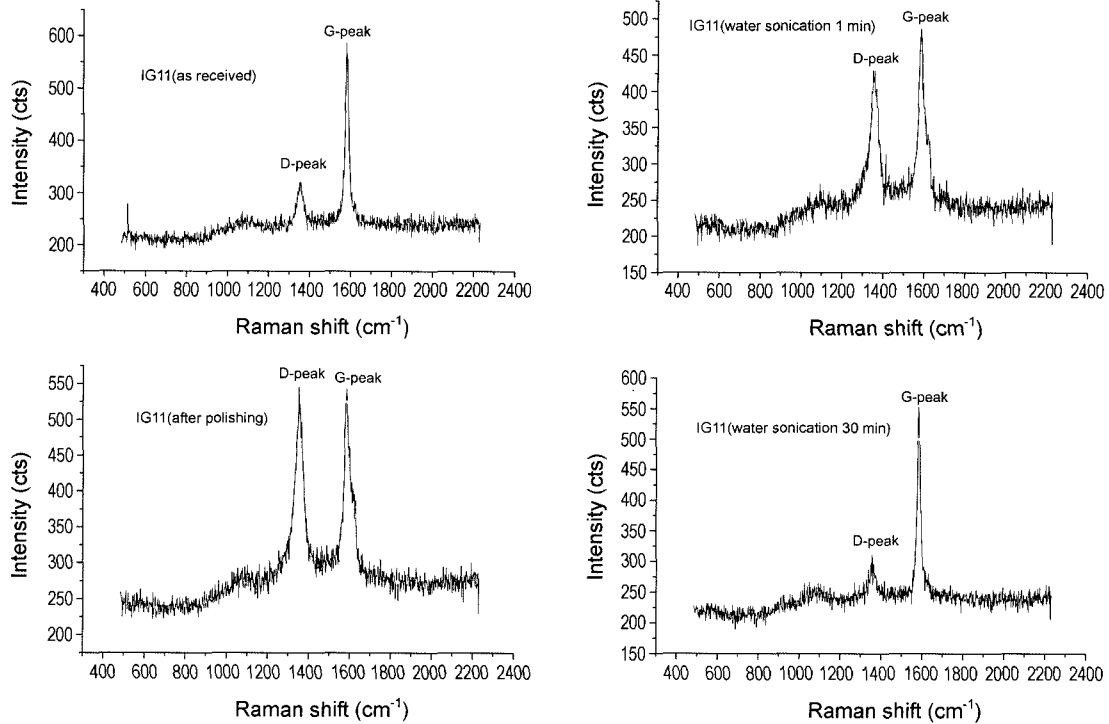 G-peak
IG11(as received)
D-peak
600
500
400
300
200
Intensity (cts)
400 600 800 1000 1200 1400 1600 1800 2000 2200 2400
Raman shift (cm⁻¹)
IG11(water sonication 1 min)
G-peak
D-peak
525
500
450
400
350
300
250
200
150
Intensity (cts)
400 600 800 1000 1200 1400 1600 1800 2000 2200 2400
Raman shift (cm⁻¹)
D-peak G-peak
IG11(after polishing)
550
500
450
400
350
300
250
200
Intensity (cts)
400 600 800 1000 1200 1400 1600 1800 2000 2200 2400
Raman shift (cm⁻¹)
G-peak
IG11(water sonication 30 min)
D-peak
600
550
500
450
400
350
300
250
200
150
Intensity (cts)
400 600 800 1000 1200 1400 1600 1800 2000 2200 2400
Raman shift (cm⁻¹)